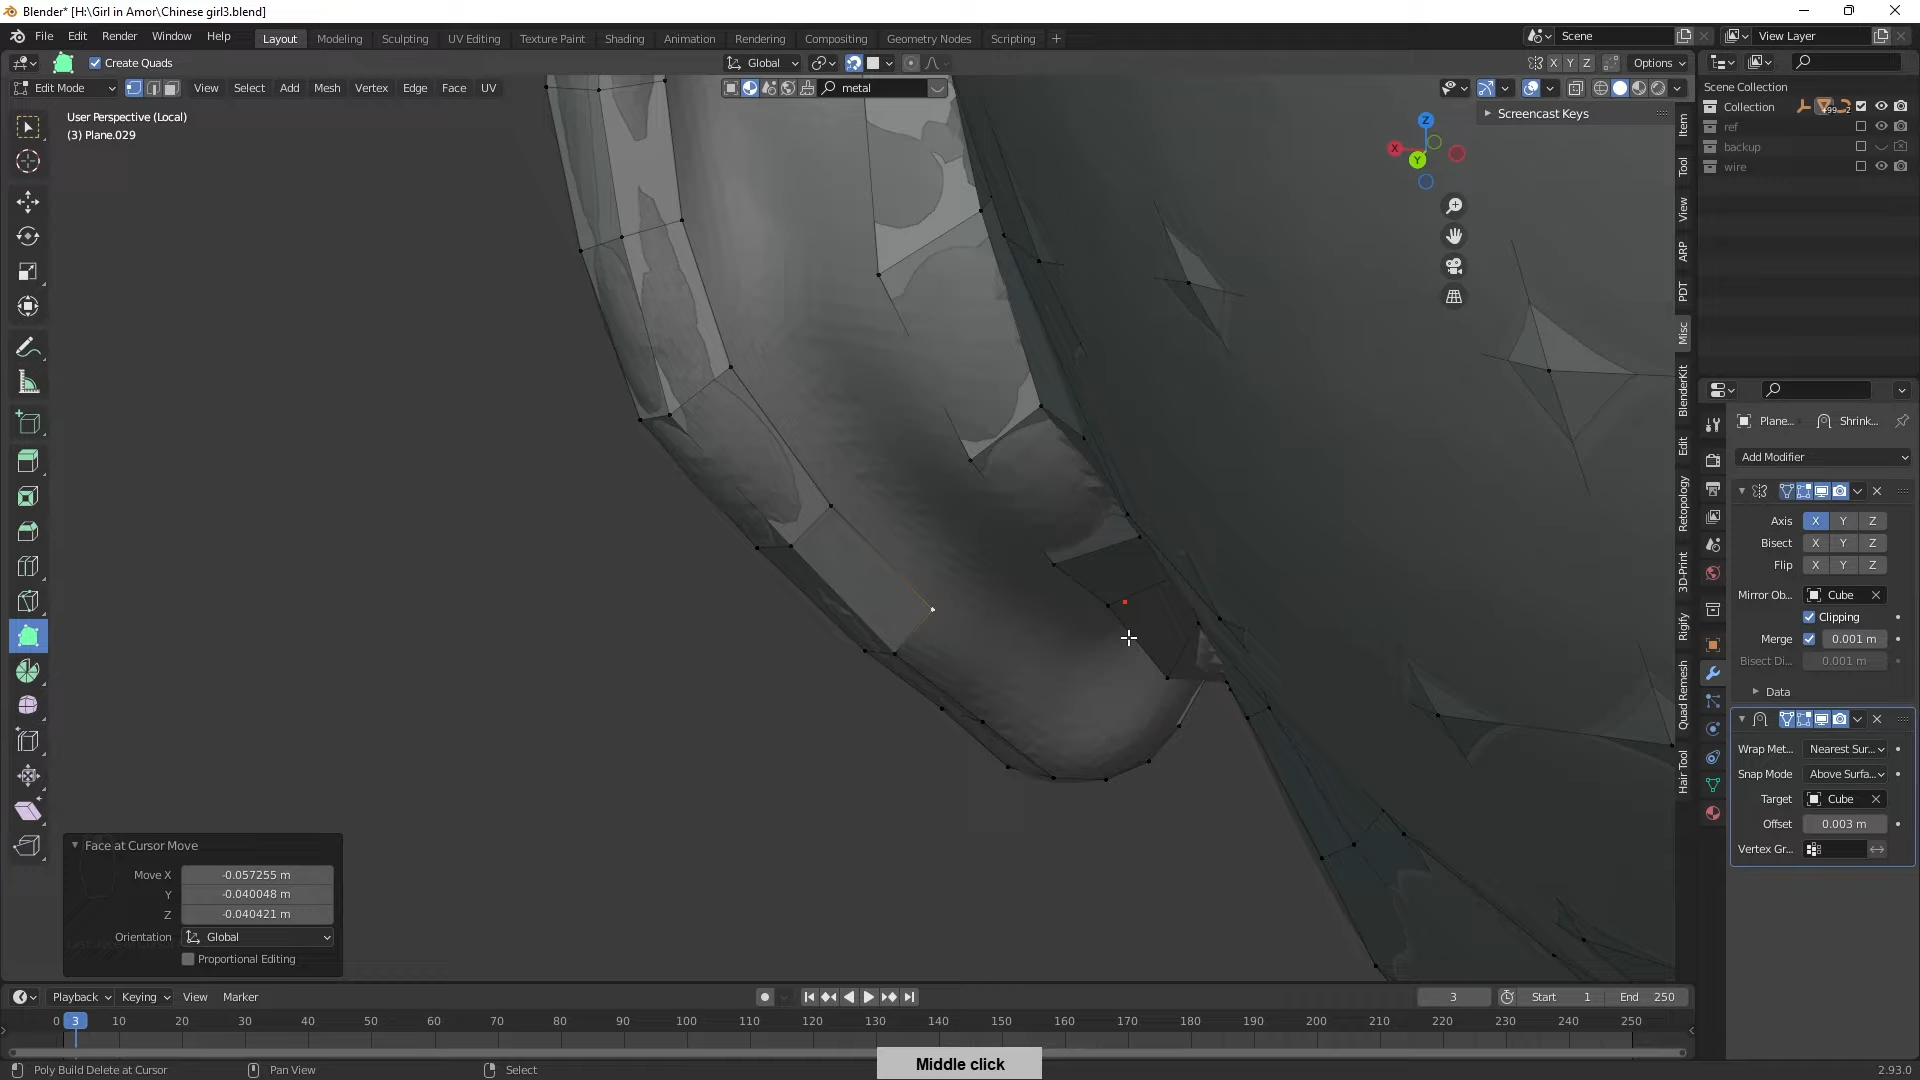 Blender* [H:\Girl in Amor\Chinese girl3.blend]
File Edit Render Window Help Layout Modeling Sculpting UV Editing Texture Paint Shading Animation Rendering Compositing Geometry Nodes Scripting + Scene View Layer
Create Quads Global X Y Z Options
Edit Mode View Select Add Mesh Vertex Edge Face UV metal
User Perspective (Local)
(3) Plane.029
Screencast Keys
Z
X
Y
Item
Tool
View
ARP
PDT
Misc
BlenderKit
Edit
Retopology
3D-Print
Rigify
Quad Remesh
Hair Tool
Scene Collection
Collection +99 2
ref
backup
wire
Plane... Shrink...
Add Modifier
Axis X Y Z
Bisect X Y Z
Flip X Y Z
Mirror Ob... Cube
Clipping
Merge 0.001 m
Bisect Di... 0.001 m
Data
Wrap Met... Nearest Sur...
Snap Mode Above Surfa...
Target Cube
Offset 0.003 m
Vertex Gr...
Face at Cursor Move
Move X -0.057255 m
Y -0.040048 m
Z -0.040421 m
Orientation Global
Proportional Editing
Playback Keying View Marker 3 Start 1 End 250
0 3 10 20 30 40 50 60 70 80 90 100 110 120 130 140 150 160 170 180 190 200 210 220 230 240 250
Middle click
Poly Build Delete at Cursor Pan View Select 2.93.0